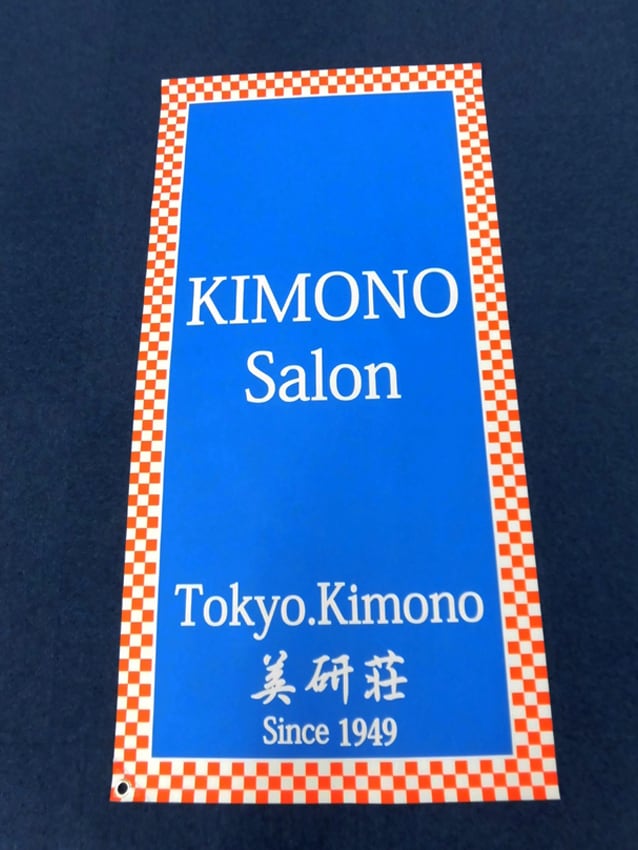 KIMONO
Salon
Tokyo.Kimono
美研荘
Since 1949